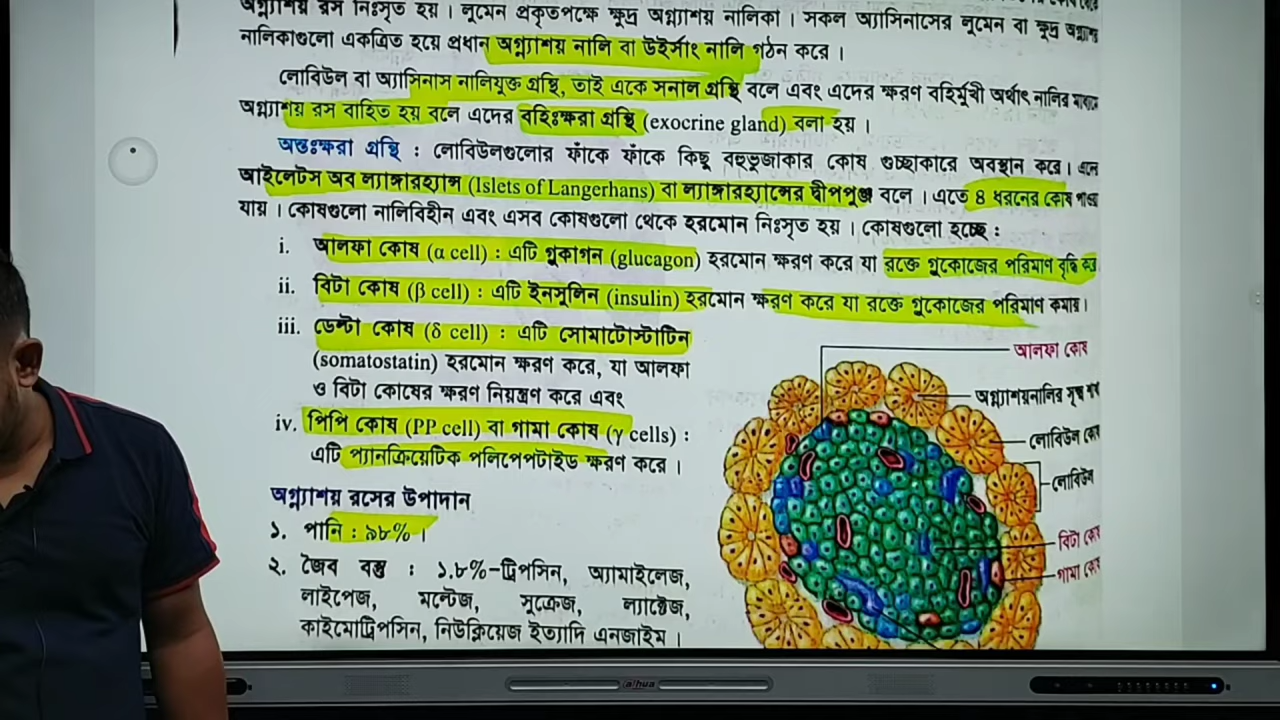 অগ্ন্যাশয় রস নিঃসৃত হয়। লুমেন প্রকৃতপক্ষে ক্ষুদ্র অগ্ন্যাশয় নালিকা। সকল অ্যাসিনাসের লুমেন বা ক্ষুদ্র
নালিকাগুলো একত্রিত হয়ে প্রধান অগ্ন্যাশয় নালি বা উইর্সাং নালি গঠন করে।
লোবিউল বা অ্যাসিনাস নালিযুক্ত গ্রন্থি, তাই একে সনাল গ্রন্থি বলে এবং এদের ক্ষরণ বহির্মুখী অর্থাৎ নালির
অগ্ন্যাশয় রস বাহিত হয় বলে এদের বহিঃক্ষরা গ্রন্থি (exocrine gland) বলা হয়।
অন্তঃক্ষরা গ্রন্থি : লোবিউলগুলোর ফাঁকে ফাঁকে কিছু বহুভুজাকার কোষ গুচ্ছাকারে অবস্থান করে।
আইলেটস অব ল্যাঙ্গারহ্যান্স (Islets of Langerhans) বা ল্যাঙ্গারহ্যান্সের দ্বীপপুঞ্জ বলে। এতে ৪ ধরনের কোষ
যায়। কোষগুলো নালিবিহীন এবং এসব কোষগুলো থেকে হরমোন নিঃসৃত হয়। কোষগুলো হচ্ছে :
i. আলফা কোষ (α cell) : এটি গ্লুকাগন (glucagon) হরমোন ক্ষরণ করে যা রক্তে গ্লুকোজের পরিমাণ বৃদ্ধি
ii. বিটা কোষ (β cell) : এটি ইনসুলিন (insulin) হরমোন ক্ষরণ করে যা রক্তে গ্লুকোজের পরিমাণ কমায়।
iii. ডেল্টা কোষ (δ cell) : এটি সোমাটোস্টাটিন
(somatostatin) হরমোন ক্ষরণ করে, যা আলফা
ও বিটা কোষের ক্ষরণ নিয়ন্ত্রণ করে এবং
iv. পিপি কোষ (PP cell) বা গামা কোষ (γ cells) :
এটি প্যানক্রিয়েটিক পলিপেপটাইড ক্ষরণ করে।
অগ্ন্যাশয় রসের উপাদান
১. পানি : ৯৮%।
২. জৈব বস্তু : ১.৮%-ট্রিপসিন, অ্যামাইলেজ,
লাইপেজ, মল্টেজ, সুক্রেজ, ল্যাক্টেজ,
কাইমোট্রিপসিন, নিউক্লিয়েজ ইত্যাদি এনজাইম।
আলফা কোষ
অগ্ন্যাশয়নালির সূক্ষ্ম
লোবিউল
লোবিউল
বিটা কোষ
গামা কোষ
alhua